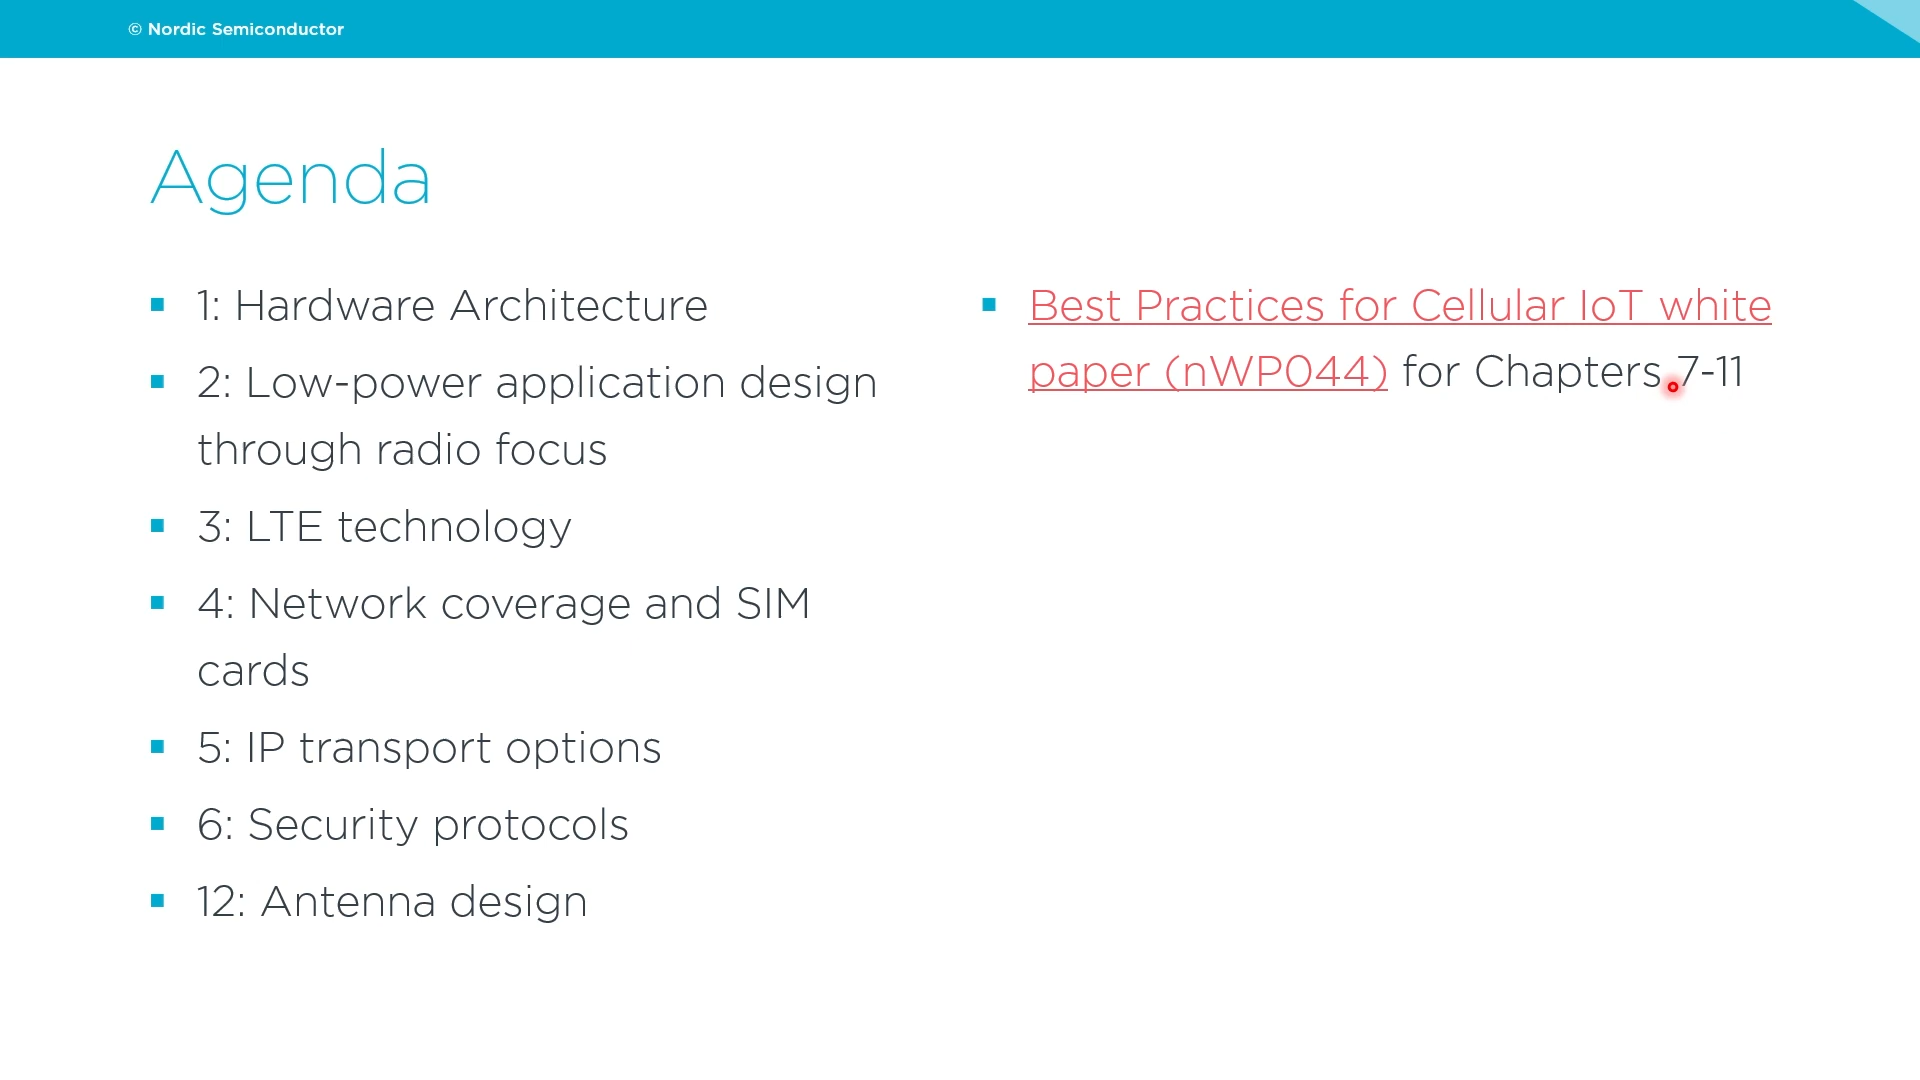 © Nordic Semiconductor
Agenda
1: Hardware Architecture
2: Low-power application design
through radio focus
3: LTE technology
4: Network coverage and SIM
cards
5: IP transport options
6: Security protocols
12: Antenna design
Best Practices for Cellular IoT white
paper (nWP044) for Chapters 7-11